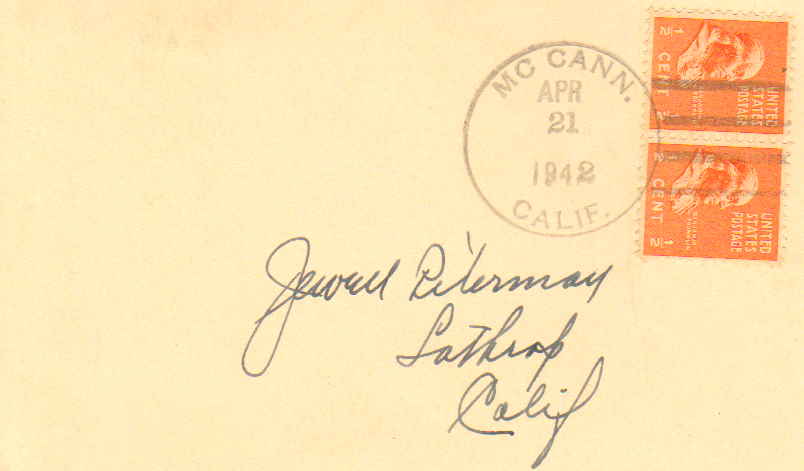 MC CANN.
APR
21
1942
CALIF.
1/2 CENT 1/2
UNITED
STATES
POSTAGE
1/2 CENT 1/2
UNITED
STATES
POSTAGE
Jewell
Lathrop
Calif